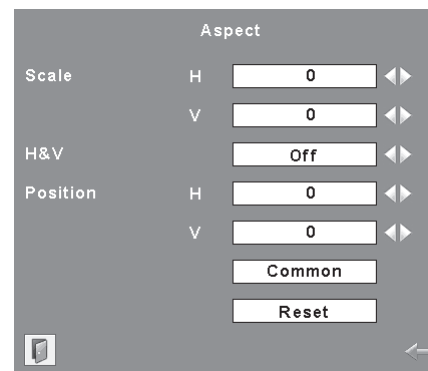 Aspect
Scale H 0
V 0
H&V Off
Position H 0
V 0
Common
Reset